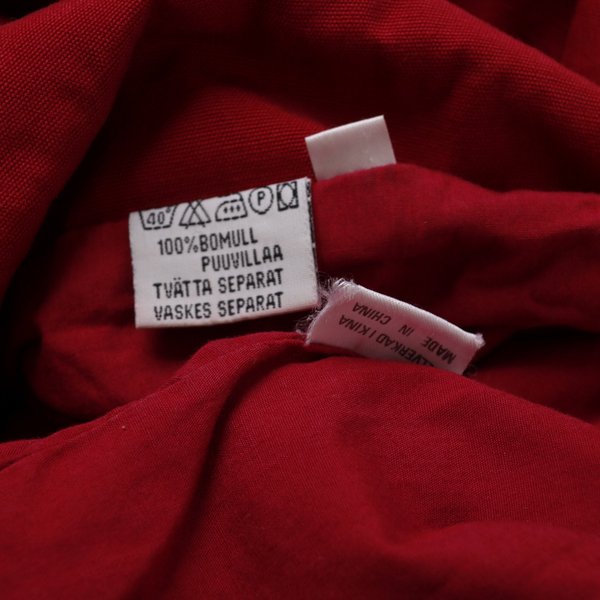 40°
P
100%BOMULL
PUUVILLAA
TVÄTTA SEPARAT
VASKES SEPARAT
MADE IN CHINA